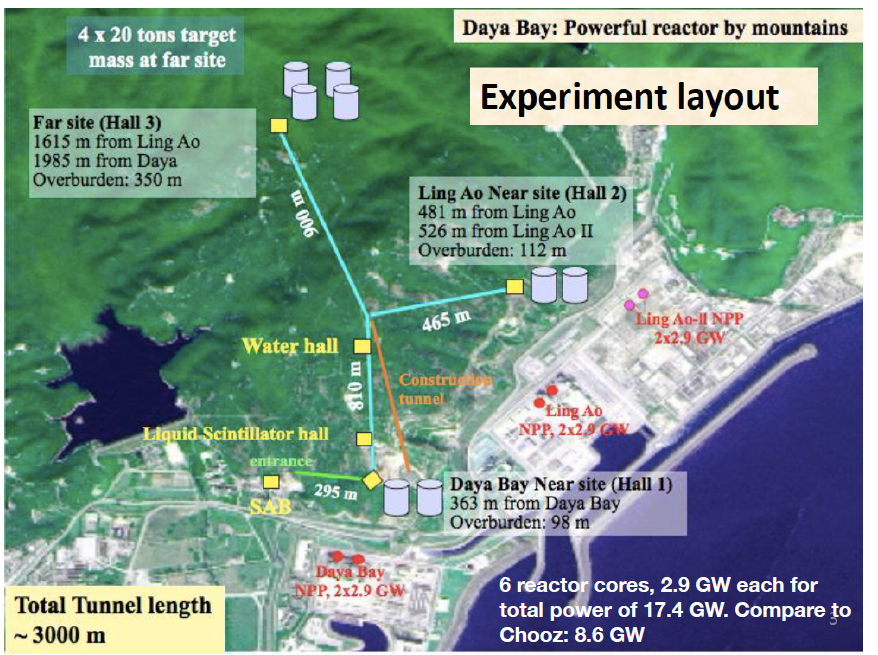 Daya Bay: Powerful reactor by mountains
Experiment layout
4 x 20 tons target
mass at far site
Far site (Hall 3)
1615 m from Ling Ao
1985 m from Daya
Overburden: 350 m
900 m
Ling Ao Near site (Hall 2)
481 m from Ling Ao
526 m from Ling Ao II
Overburden: 112 m
465 m
Ling Ao-ll NPP
2x2.9 GW
Water hall
810 m
Construction
tunnel
Ling Ao
NPP, 2x2.9 GW
Liquid Scintillator hall
entrance
295 m
SAB
Daya Bay Near site (Hall 1)
363 m from Daya Bay
Overburden: 98 m
Daya Bay
NPP, 2x2.9 GW
6 reactor cores, 2.9 GW each for
total power of 17.4 GW. Compare to
Chooz: 8.6 GW
3
Total Tunnel length
~ 3000 m